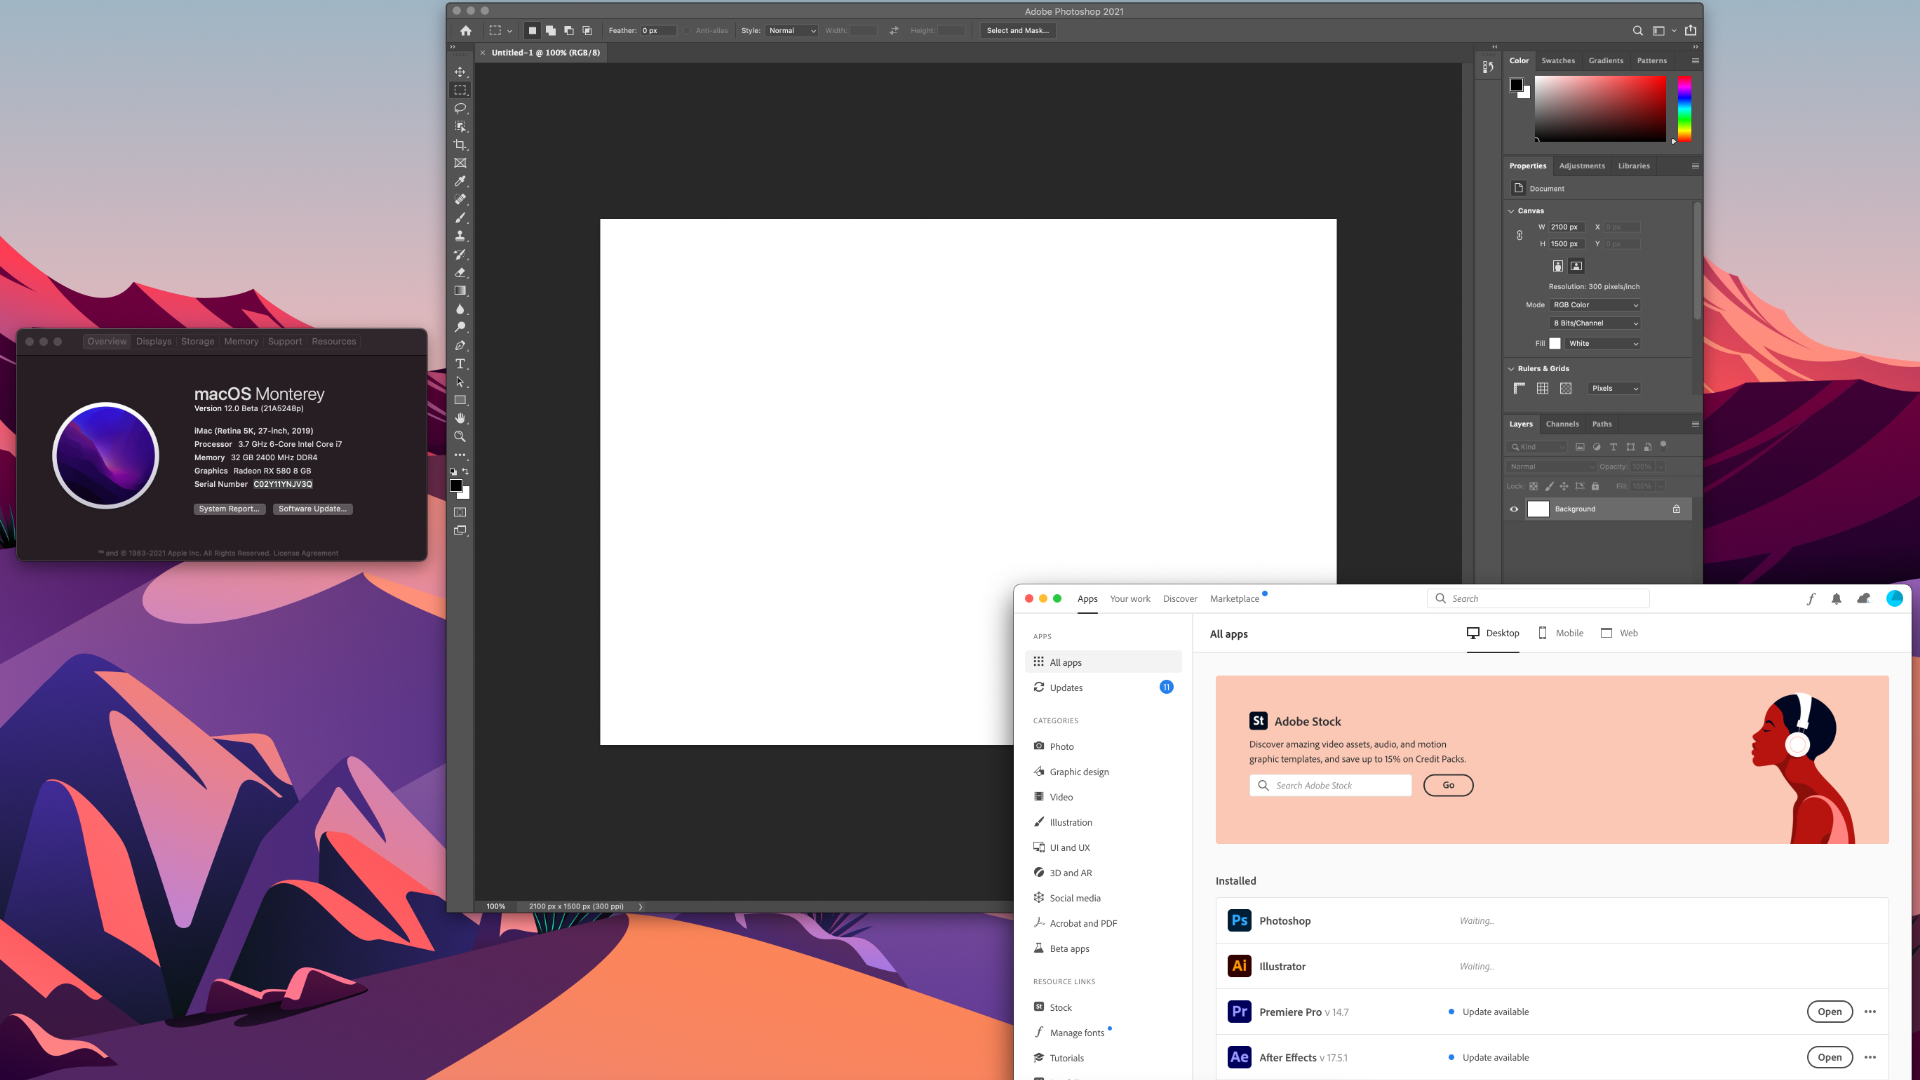 Adobe Photoshop 2021
Feather: 0 px Anti-alias Style: Normal Width: Height: Select and Mask...
Untitled-1 @ 100% (RGB/8)
Color Swatches Gradients Patterns
Properties Adjustments Libraries
Document
Canvas
W 2100 px X 0 px
H 1500 px Y 0 px
Resolution: 300 pixels/inch
Mode RGB Color
8 Bits/Channel
Fill White
Rulers & Grids
Pixels
Layers Channels Paths
Kind
Normal Opacity: 100%
Lock: Fill: 100%
Background
100% 2100 px x 1500 px (300 ppi)
Overview Displays Storage Memory Support Resources
macOS Monterey
Version 12.0 Beta (21A5248p)
iMac (Retina 5K, 27-inch, 2019)
Processor 3.7 GHz 6-Core Intel Core i7
Memory 32 GB 2400 MHz DDR4
Graphics Radeon RX 580 8 GB
Serial Number C02Y11YNJV3Q
System Report... Software Update...
™ and © 1983-2021 Apple Inc. All Rights Reserved. License Agreement
Apps Your work Discover Marketplace Search
APPS
All apps
Updates 11
CATEGORIES
Photo
Graphic design
Video
Illustration
UI and UX
3D and AR
Social media
Acrobat and PDF
Beta apps
RESOURCE LINKS
St Stock
Manage fonts
Tutorials
All apps Desktop Mobile Web
St Adobe Stock
Discover amazing video assets, audio, and motion
graphic templates, and save up to 15% on Credit Packs.
Search Adobe Stock Go
Installed
Ps Photoshop Waiting...
Ai Illustrator Waiting...
Pr Premiere Pro v 14.7 Update available Open
Ae After Effects v 17.5.1 Update available Open